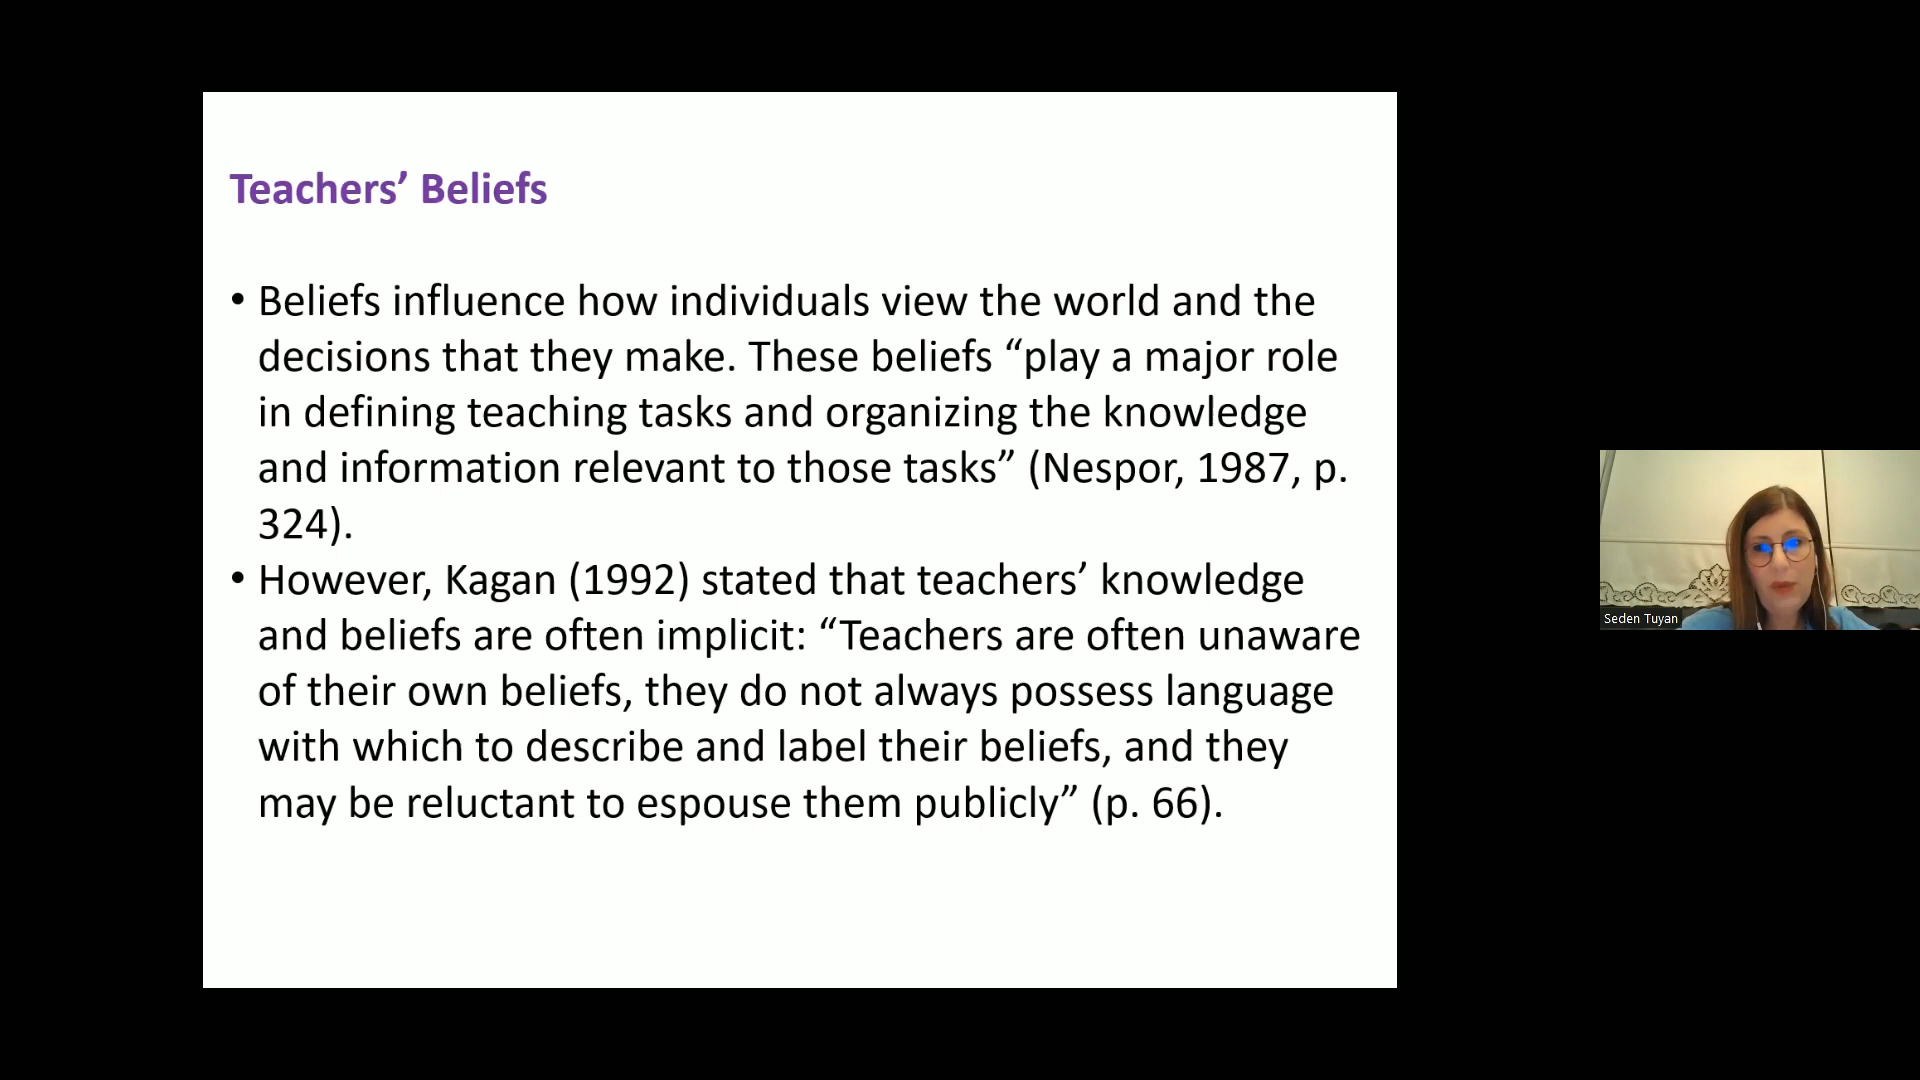 Teachers’ Beliefs
• Beliefs influence how individuals view the world and the
decisions that they make. These beliefs “play a major role
in defining teaching tasks and organizing the knowledge
and information relevant to those tasks” (Nespor, 1987, p.
324).
• However, Kagan (1992) stated that teachers’ knowledge
and beliefs are often implicit: “Teachers are often unaware
of their own beliefs, they do not always possess language
with which to describe and label their beliefs, and they
may be reluctant to espouse them publicly” (p. 66).
Seden Tuyan